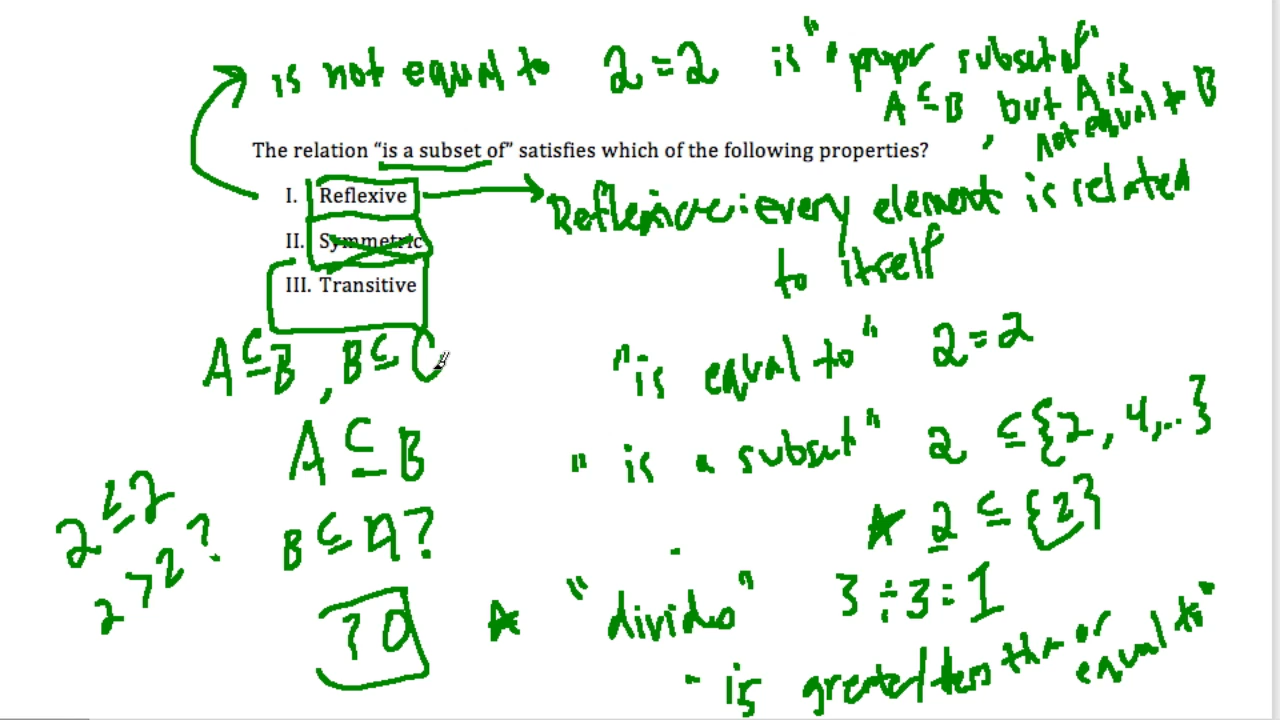 is not equal to 2=2 is "propr subset of"
A ⊆ B, but A is
not equal to B
The relation “is a subset of” satisfies which of the following properties?
I. Reflexive
Reflexive: every element is related
to itself
II. Symmetric
III. Transitive
A ⊆ B, B ⊆ C
"is equal to" 2=2
A ⊆ B
"is a subset" 2 ⊆ {2, 4,..}
2 ≤ 2
2 > 2 ?
B ⊆ A?
2 ⊆ {2}
"divides" 3 ÷ 3 = 1
"is greater/less than or
equal to"